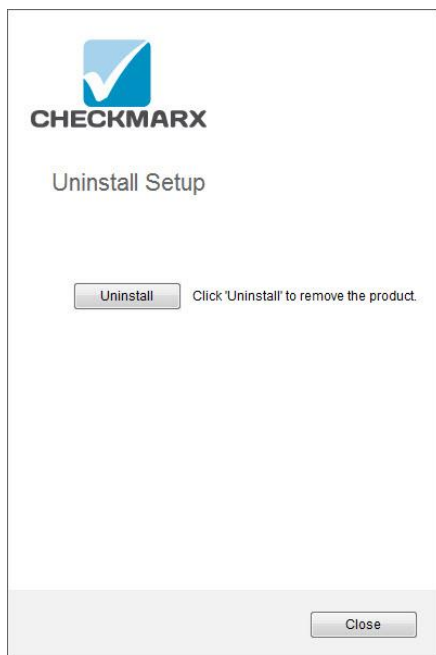 CHECKMARX
Uninstall Setup
Uninstall Click 'Uninstall' to remove the product.
Close